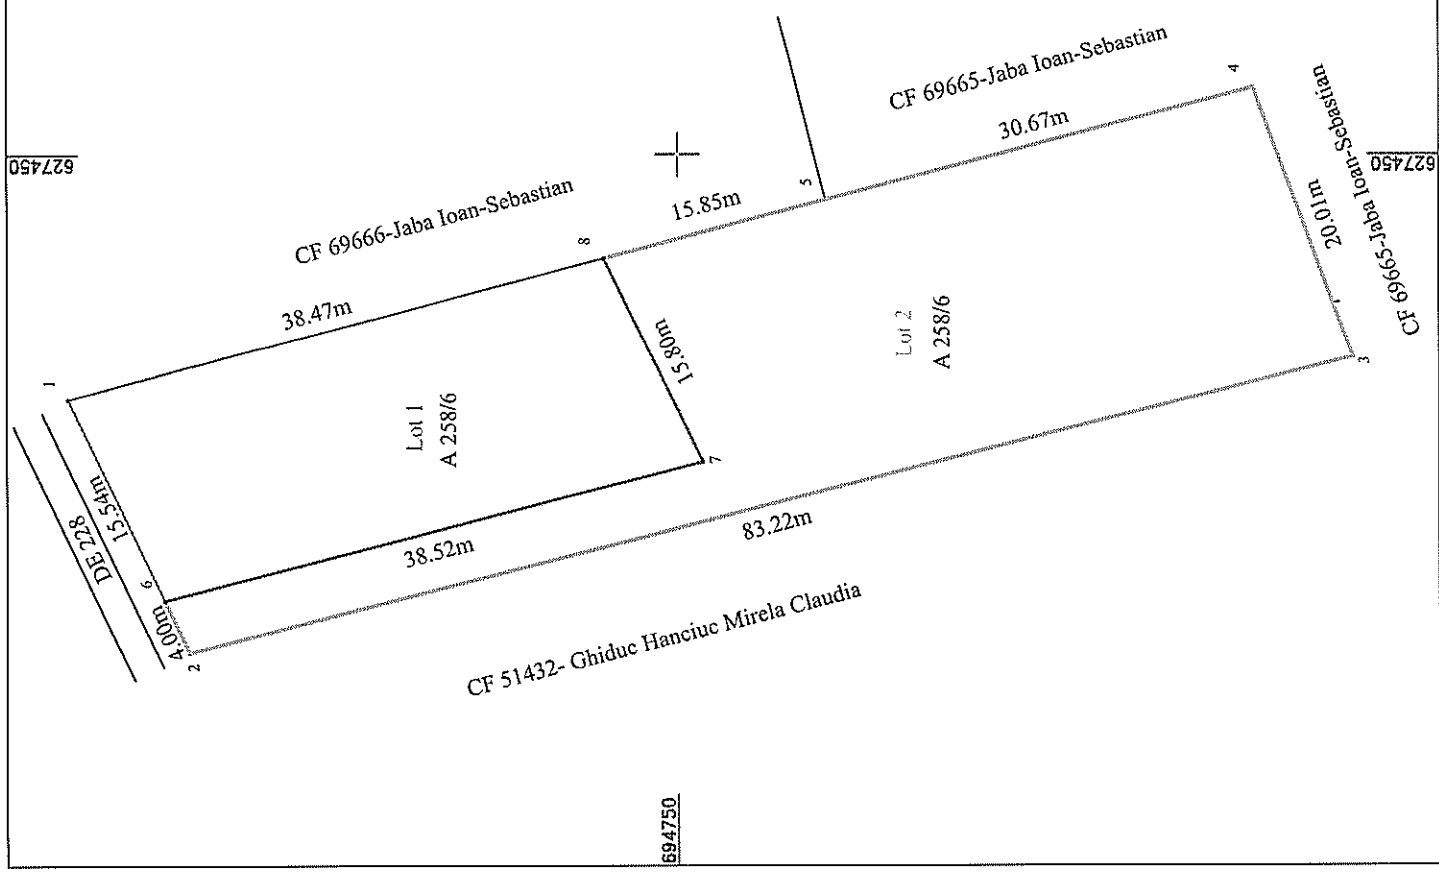 627450
DE 228
15.54m
4.00m
1
2
6
CF 69666-Jaba Ioan-Sebastian
38.47m
8
Lot 1
A 258/6
38.52m
15.80m
7
15.85m
5
CF 69665-Jaba Ioan-Sebastian
30.67m
4
Lot 2
A 258/6
83.22m
CF 51432- Ghiduc Hanciuc Mirela Claudia
20.01m
CF 69665-Jaba Ioan-Sebastian
3
627450
694750